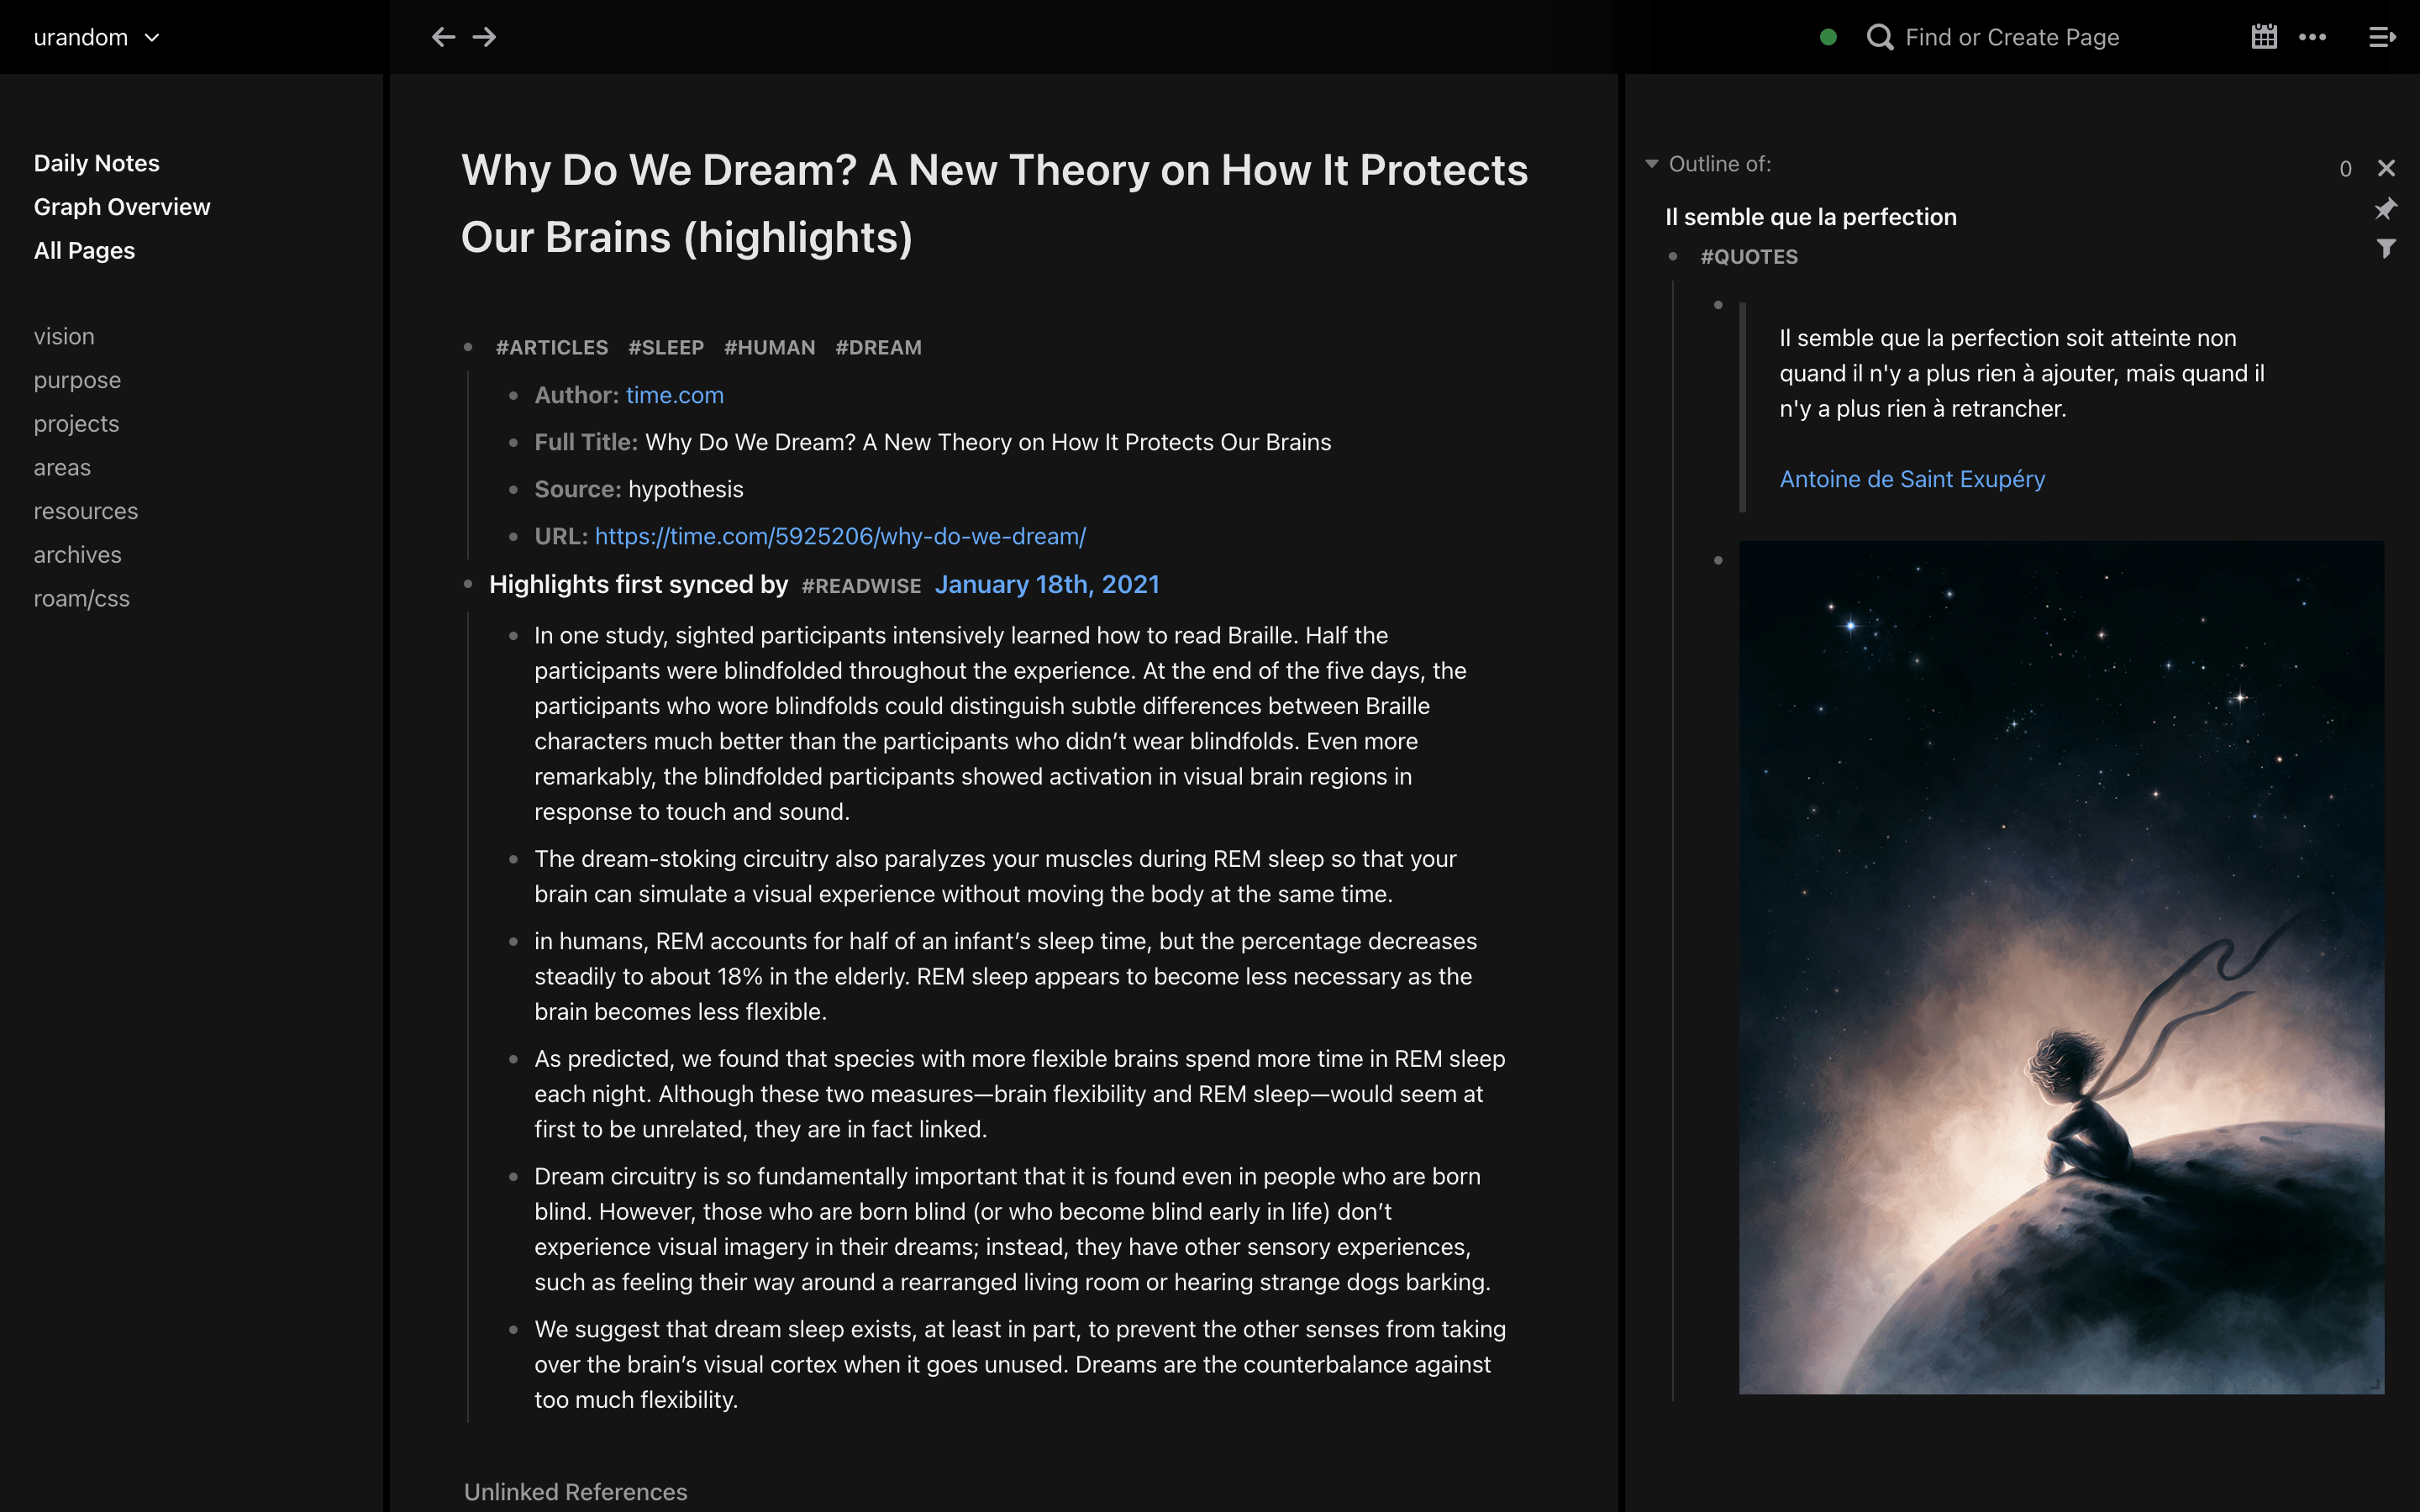 urandom
Find or Create Page
Daily Notes
Graph Overview
All Pages
vision
purpose
projects
areas
resources
archives
roam/css
Why Do We Dream? A New Theory on How It Protects
Our Brains (highlights)
#ARTICLES #SLEEP #HUMAN #DREAM
Author: time.com
Full Title: Why Do We Dream? A New Theory on How It Protects Our Brains
Source: hypothesis
URL: https://time.com/5925206/why-do-we-dream/
Highlights first synced by #READWISE January 18th, 2021
In one study, sighted participants intensively learned how to read Braille. Half the
participants were blindfolded throughout the experience. At the end of the five days, the
participants who wore blindfolds could distinguish subtle differences between Braille
characters much better than the participants who didn’t wear blindfolds. Even more
remarkably, the blindfolded participants showed activation in visual brain regions in
response to touch and sound.
The dream-stoking circuitry also paralyzes your muscles during REM sleep so that your
brain can simulate a visual experience without moving the body at the same time.
in humans, REM accounts for half of an infant’s sleep time, but the percentage decreases
steadily to about 18% in the elderly. REM sleep appears to become less necessary as the
brain becomes less flexible.
As predicted, we found that species with more flexible brains spend more time in REM sleep
each night. Although these two measures—brain flexibility and REM sleep—would seem at
first to be unrelated, they are in fact linked.
Dream circuitry is so fundamentally important that it is found even in people who are born
blind. However, those who are born blind (or who become blind early in life) don’t
experience visual imagery in their dreams; instead, they have other sensory experiences,
such as feeling their way around a rearranged living room or hearing strange dogs barking.
We suggest that dream sleep exists, at least in part, to prevent the other senses from taking
over the brain’s visual cortex when it goes unused. Dreams are the counterbalance against
too much flexibility.
Unlinked References
Outline of:
0
Il semble que la perfection
#QUOTES
Il semble que la perfection soit atteinte non
quand il n'y a plus rien à ajouter, mais quand il
n'y a plus rien à retrancher.
Antoine de Saint Exupéry